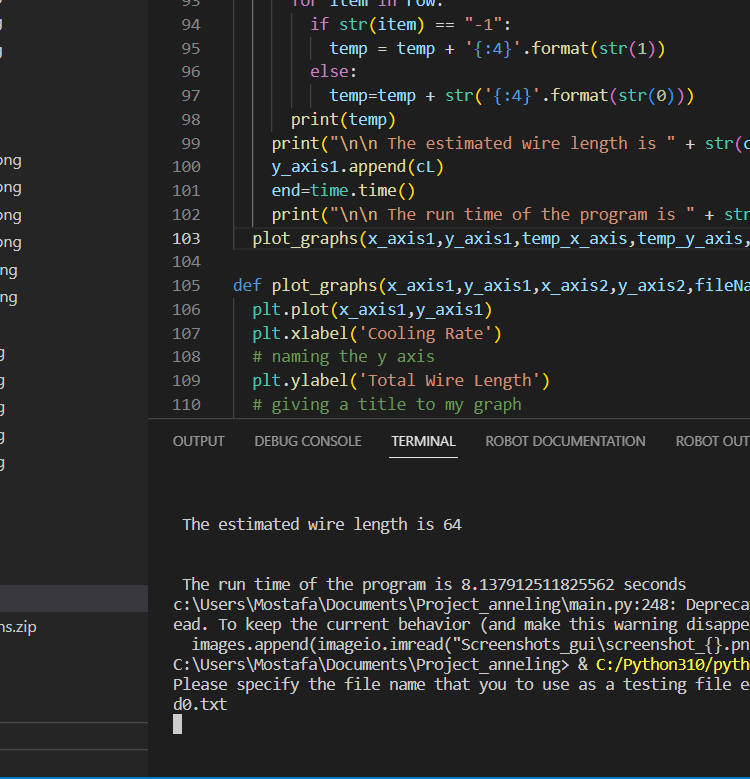 93 for item in row:
94 if str(item) == "-1":
95 temp = temp + '{:4}'.format(str(1))
96 else:
97 temp=temp + str('{:4}'.format(str(0)))
98 print(temp)
99 print("\n\n The estimated wire length is " + str(c
100 y_axis1.append(cL)
101 end=time.time()
102 print("\n\n The run time of the program is " + str
103 plot_graphs(x_axis1,y_axis1,temp_x_axis,temp_y_axis,
104
105 def plot_graphs(x_axis1,y_axis1,x_axis2,y_axis2,fileNa
106 plt.plot(x_axis1,y_axis1)
107 plt.xlabel('Cooling Rate')
108 # naming the y axis
109 plt.ylabel('Total Wire Length')
110 # giving a title to my graph
ong
ong
ong
ong
ng
ng
g
g
g
g
g
ns.zip
OUTPUT DEBUG CONSOLE TERMINAL ROBOT DOCUMENTATION ROBOT OUT
The estimated wire length is 64
The run time of the program is 8.137912511825562 seconds
c:\Users\Mostafa\Documents\Project_anneling\main.py:248: Depreca
ead. To keep the current behavior (and make this warning disappe
images.append(imageio.imread("Screenshots_gui\screenshot_{}.pn
C:\Users\Mostafa\Documents\Project_anneling> & C:/Python310/pyth
Please specify the file name that you to use as a testing file e
d0.txt